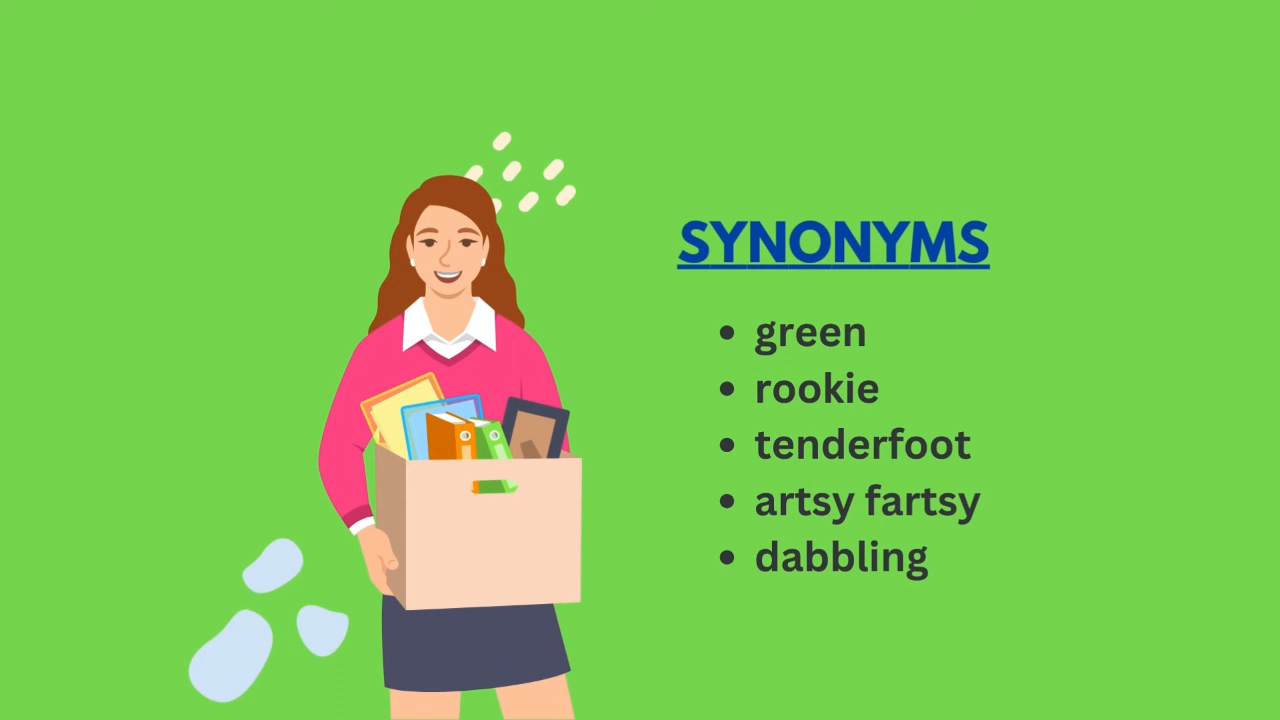 SYNONYMS
• green
• rookie
• tenderfoot
• artsy fartsy
• dabbling